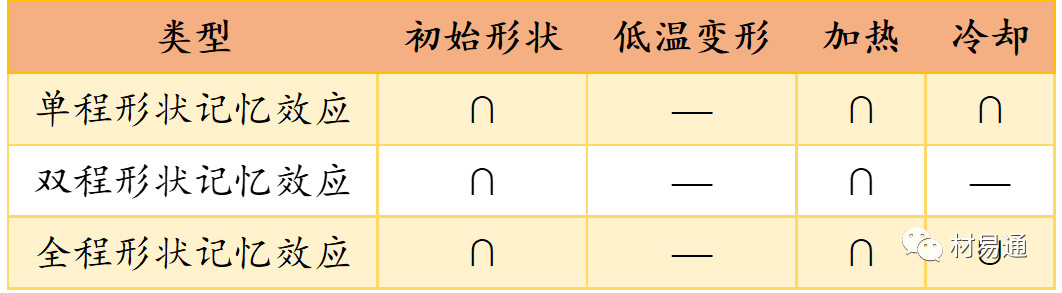 类型 初始形状 低温变形 加热 冷却
单程形状记忆效应 ∩ — ∩ ∩
双程形状记忆效应 ∩ — ∩ —
全程形状记忆效应 ∩ — ∩ ∪
材易通